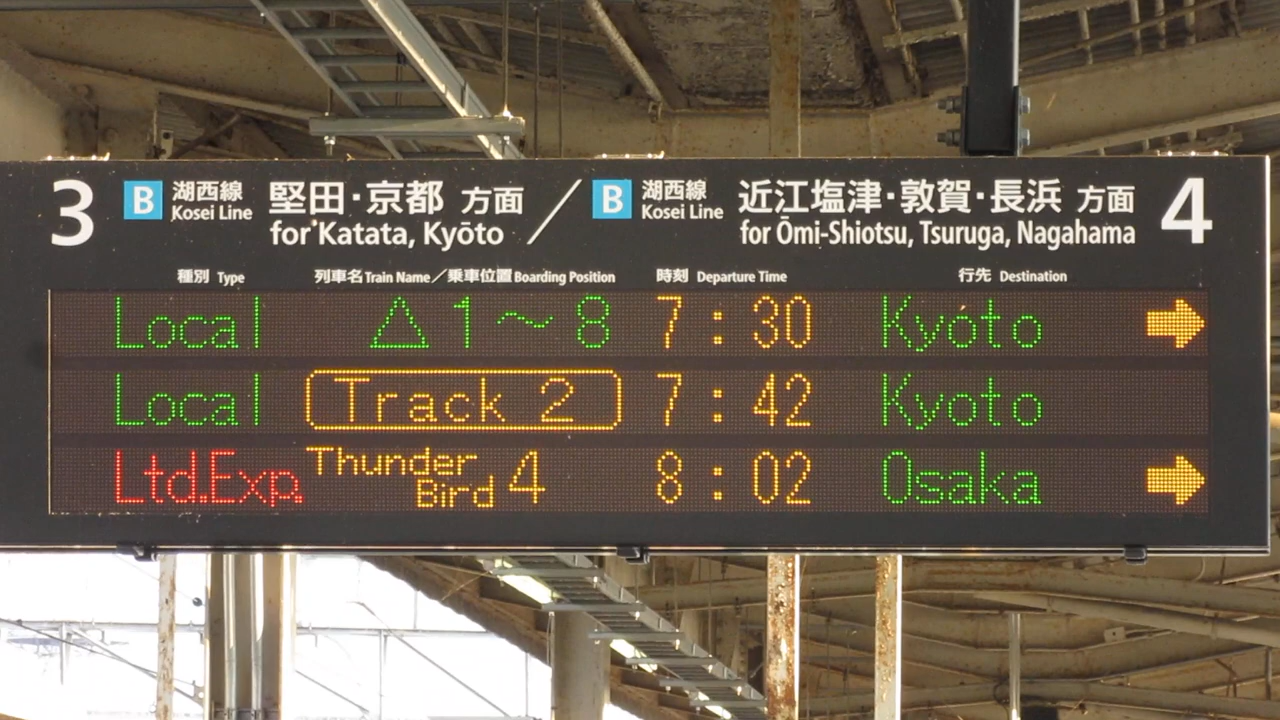 3 B 湖西線 堅田・京都 方面 / B 湖西線 近江塩津・敦賀・長浜 方面 4
Kosei Line for Katata, Kyōto Kosei Line for Ōmi-Shiotsu, Tsuruga, Nagahama
種別 Type 列車名 Train Name/乗車位置 Boarding Position 時刻 Departure Time 行先 Destination
Local △1～8 7:30 Kyoto ➡
Local Track 2 7:42 Kyoto
Ltd.Exp. Thunder Bird 4 8:02 Osaka ➡